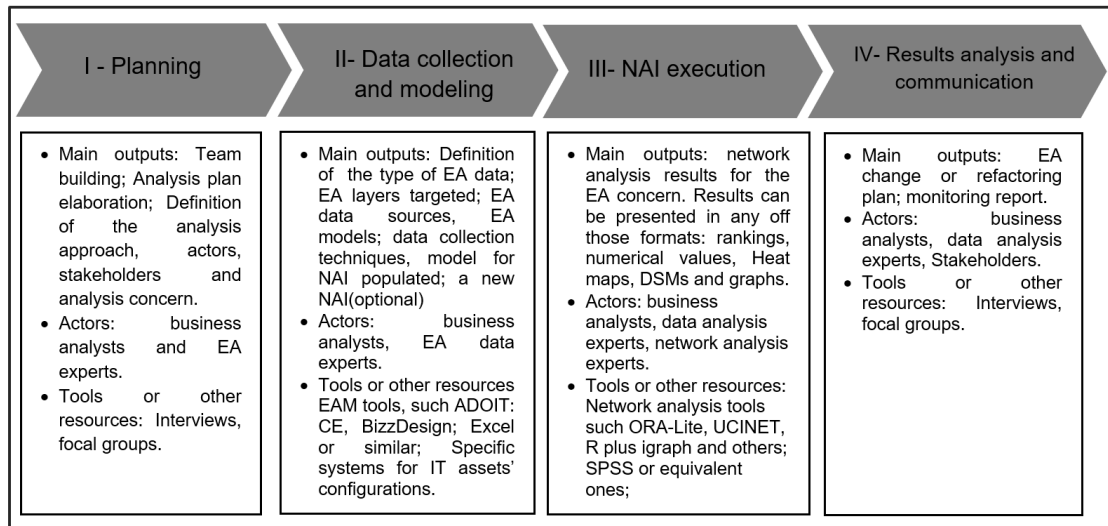 I - Planning
II- Data collection
and modeling
III- NAI execution
IV- Results analysis and
communication
• Main outputs: Team
building; Analysis plan
elaboration; Definition
of the analysis
approach, actors,
stakeholders and
analysis concern.
• Actors: business
analysts and EA
experts.
• Tools or other
resources: Interviews,
focal groups.
• Main outputs: Definition
of the type of EA data;
EA layers targeted; EA
data sources, EA
models; data collection
techniques, model for
NAI populated; a new
NAI(optional)
• Actors: business
analysts, EA data
experts.
• Tools or other resources
EAM tools, such ADOIT:
CE, BizzDesign; Excel
or similar; Specific
systems for IT assets’
configurations.
• Main outputs: network
analysis results for the
EA concern. Results can
be presented in any off
those formats: rankings,
numerical values, Heat
maps, DSMs and graphs.
• Actors: business
analysts, data analysis
experts, network analysis
experts.
• Tools or other resources:
Network analysis tools
such ORA-Lite, UCINET,
R plus igraph and others;
SPSS or equivalent
ones;
• Main outputs: EA
change or refactoring
plan; monitoring report.
• Actors: business
analysts, data analysis
experts, Stakeholders.
• Tools or other
resources: Interviews,
focal groups.